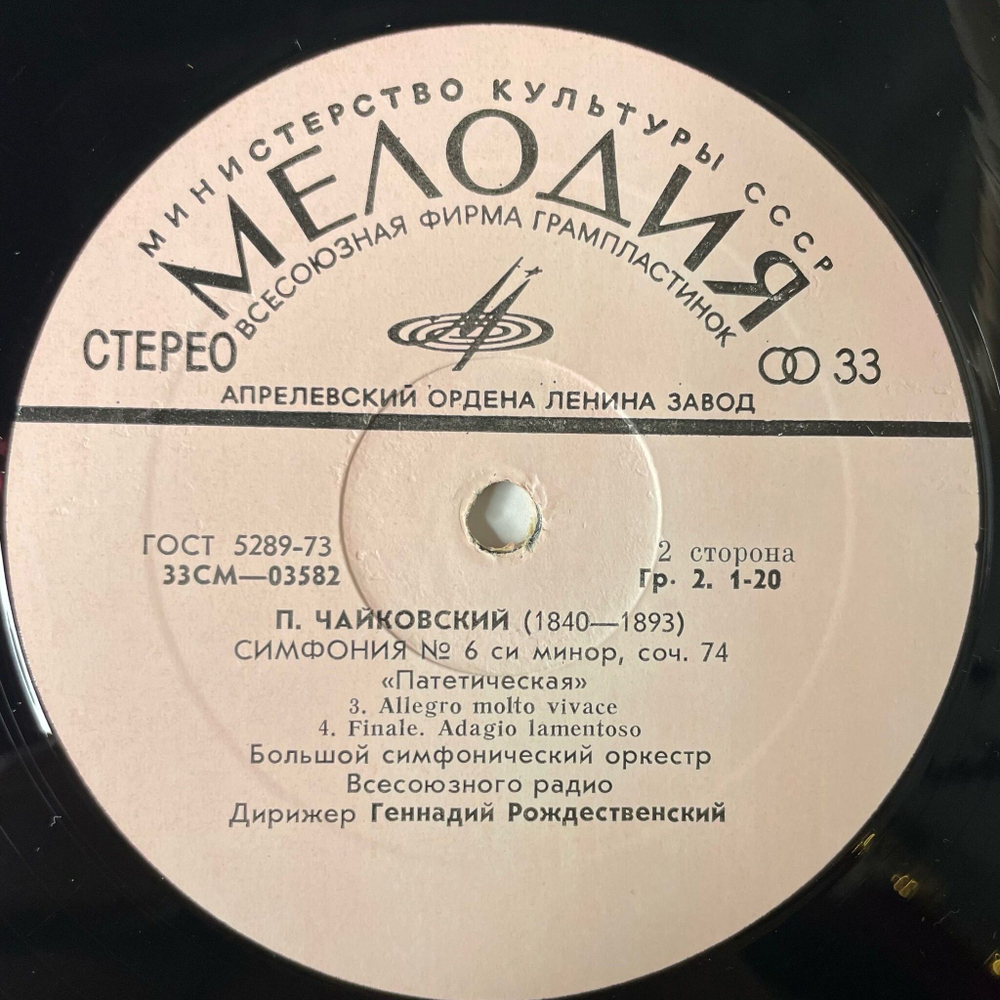 МИНИСТЕРСТВО КУЛЬТУРЫ СССР
МЕЛОДИЯ
ВСЕСОЮЗНАЯ ФИРМА ГРАМПЛАСТИНОК
СТЕРЕО
33
АПРЕЛЕВСКИЙ ОРДЕНА ЛЕНИНА ЗАВОД
ГОСТ 5289-73
2 сторона
33СМ—03582
Гр. 2. 1-20
П. ЧАЙКОВСКИЙ (1840—1893)
СИМФОНИЯ № 6 си минор, соч. 74
«Патетическая»
3. Allegro molto vivace
4. Finale. Adagio lamentoso
Большой симфонический оркестр
Всесоюзного радио
Дирижер Геннадий Рождественский